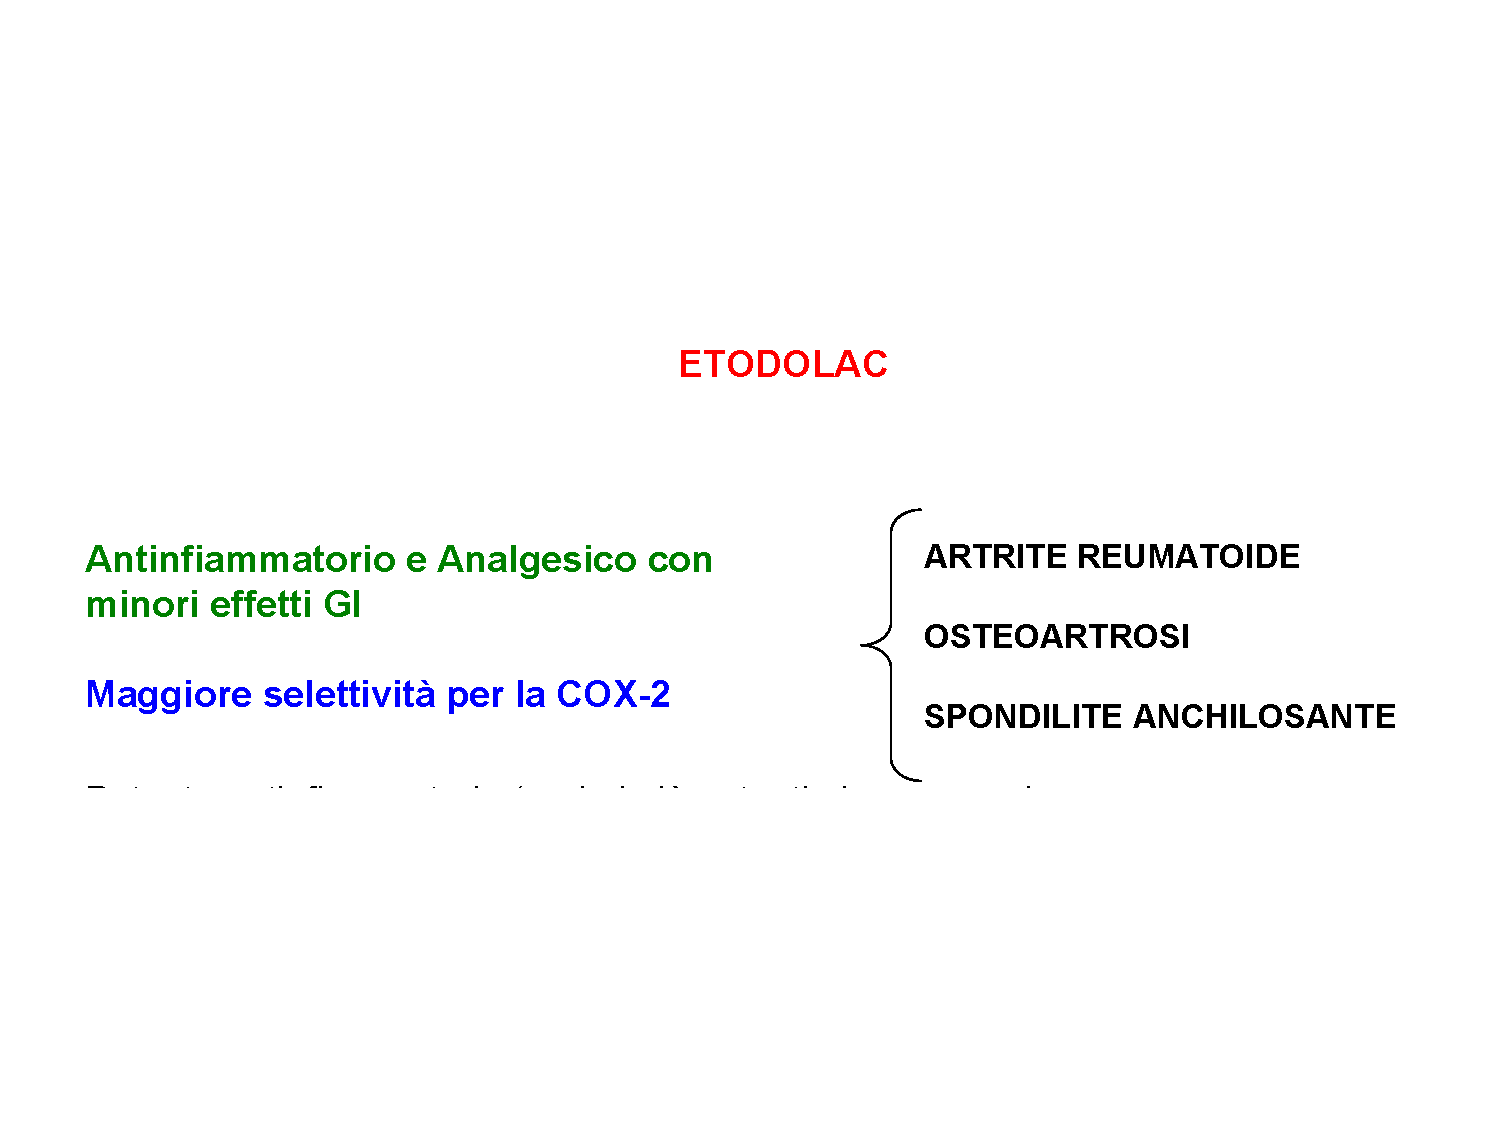 ETODOLAC
Antinfiammatorio e Analgesico con
minori effetti GI
Maggiore selettività per la COX-2
ARTRITE REUMATOIDE
OSTEOARTROSI
SPONDILITE ANCHILOSANTE